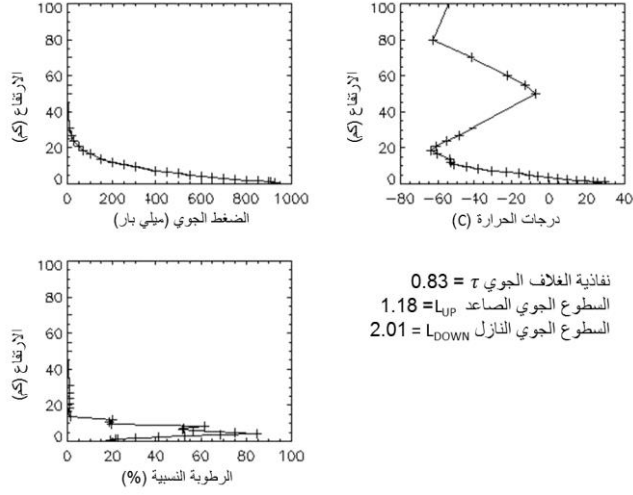 100
80
60
40
20
0
الارتفاع (كم)
0 200 400 600 800 1000
الضغط الجوي (ميلي بار)
100
80
60
40
20
0
الارتفاع (كم)
−80 −60 −40 −20 0 20 40
درجات الحرارة (C)
100
80
60
40
20
0
الارتفاع (كم)
0 20 40 60 80 100
الرطوبة النسبية (%)
نفاذية الغلاف الجوي τ = 0.83
السطوع الجوي الصاعد L_UP = 1.18
السطوع الجوي النازل L_DOWN = 2.01